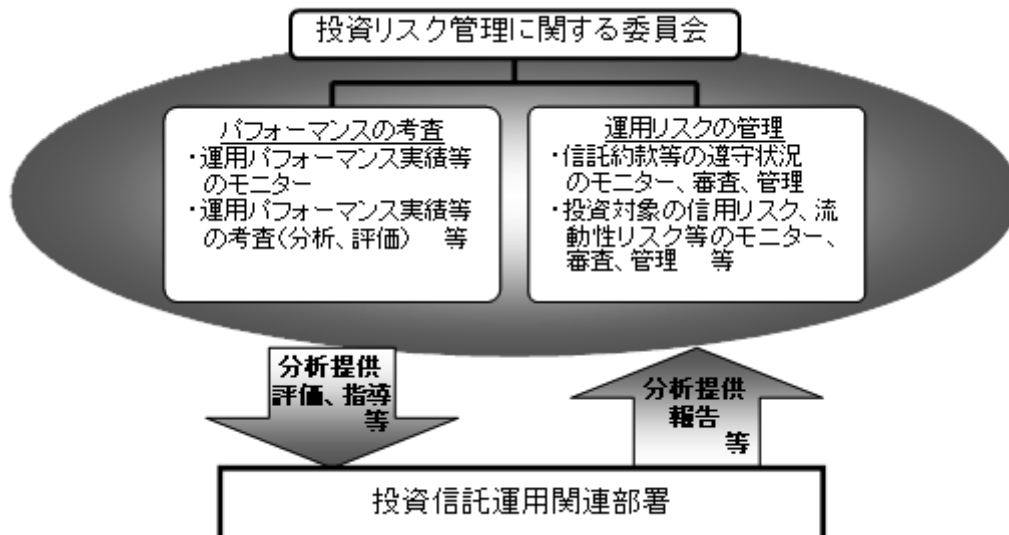 投資リスク管理に関する委員会
パフォーマンスの考査
・運用パフォーマンス実績等
のモニター
・運用パフォーマンス実績等
の考査(分析、評価) 等
運用リスクの管理
・信託約款等の遵守状況
のモニター、審査、管理
・投資対象の信用リスク、流
動性リスク等のモニター、
審査、管理 等
分析提供
評価、指導
等
分析提供
報告
等
投資信託運用関連部署